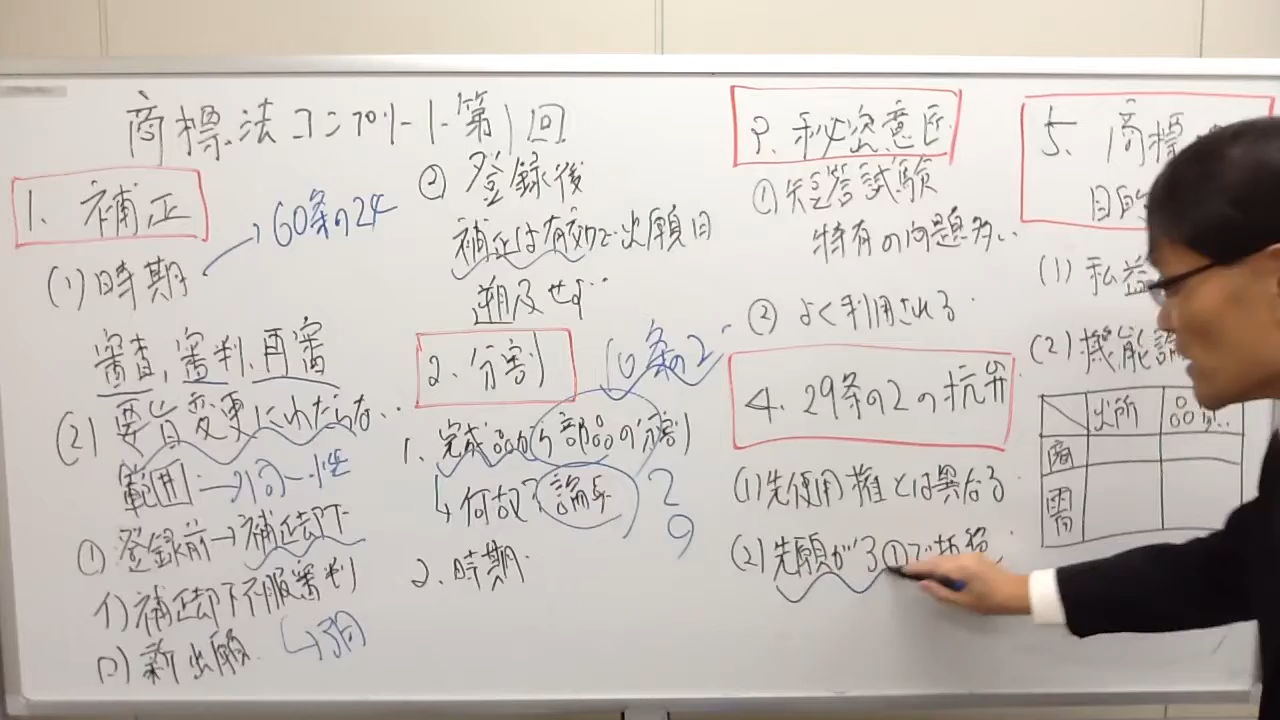 商標法コンプリート第1回
1. 補正
→60条の24
(1)時期
審査,審判,再審
(2)要旨変更にわたらない
範囲→同一性
①登録前→補正却下
イ)補正却下不服審判
ロ)新出願
↳3月
②登録後
補正は有効で出願日
遡及せず
2、分割
10条の2
1、完成品から部品の分割
↳何故?論点
29
2、時期
秘密意匠
①短答試験
特有の問題多い
②よく利用される
4、29条の2の抗弁
(1)先使用権とは異なる
(2)先願が3①で拒絶
5、商標
目的
(1)私益
(2)機能論
出所
商
需